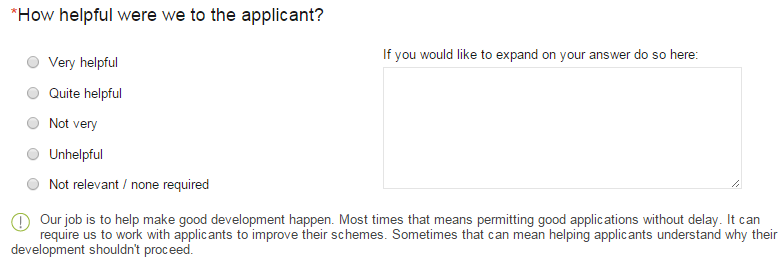 *How helpful were we to the applicant?
If you would like to expand on your answer do so here:
Very helpful
Quite helpful
Not very
Unhelpful
Not relevant / none required
Our job is to help make good development happen. Most times that means permitting good applications without delay. It can
require us to work with applicants to improve their schemes. Sometimes that can mean helping applicants understand why their
development shouldn't proceed.